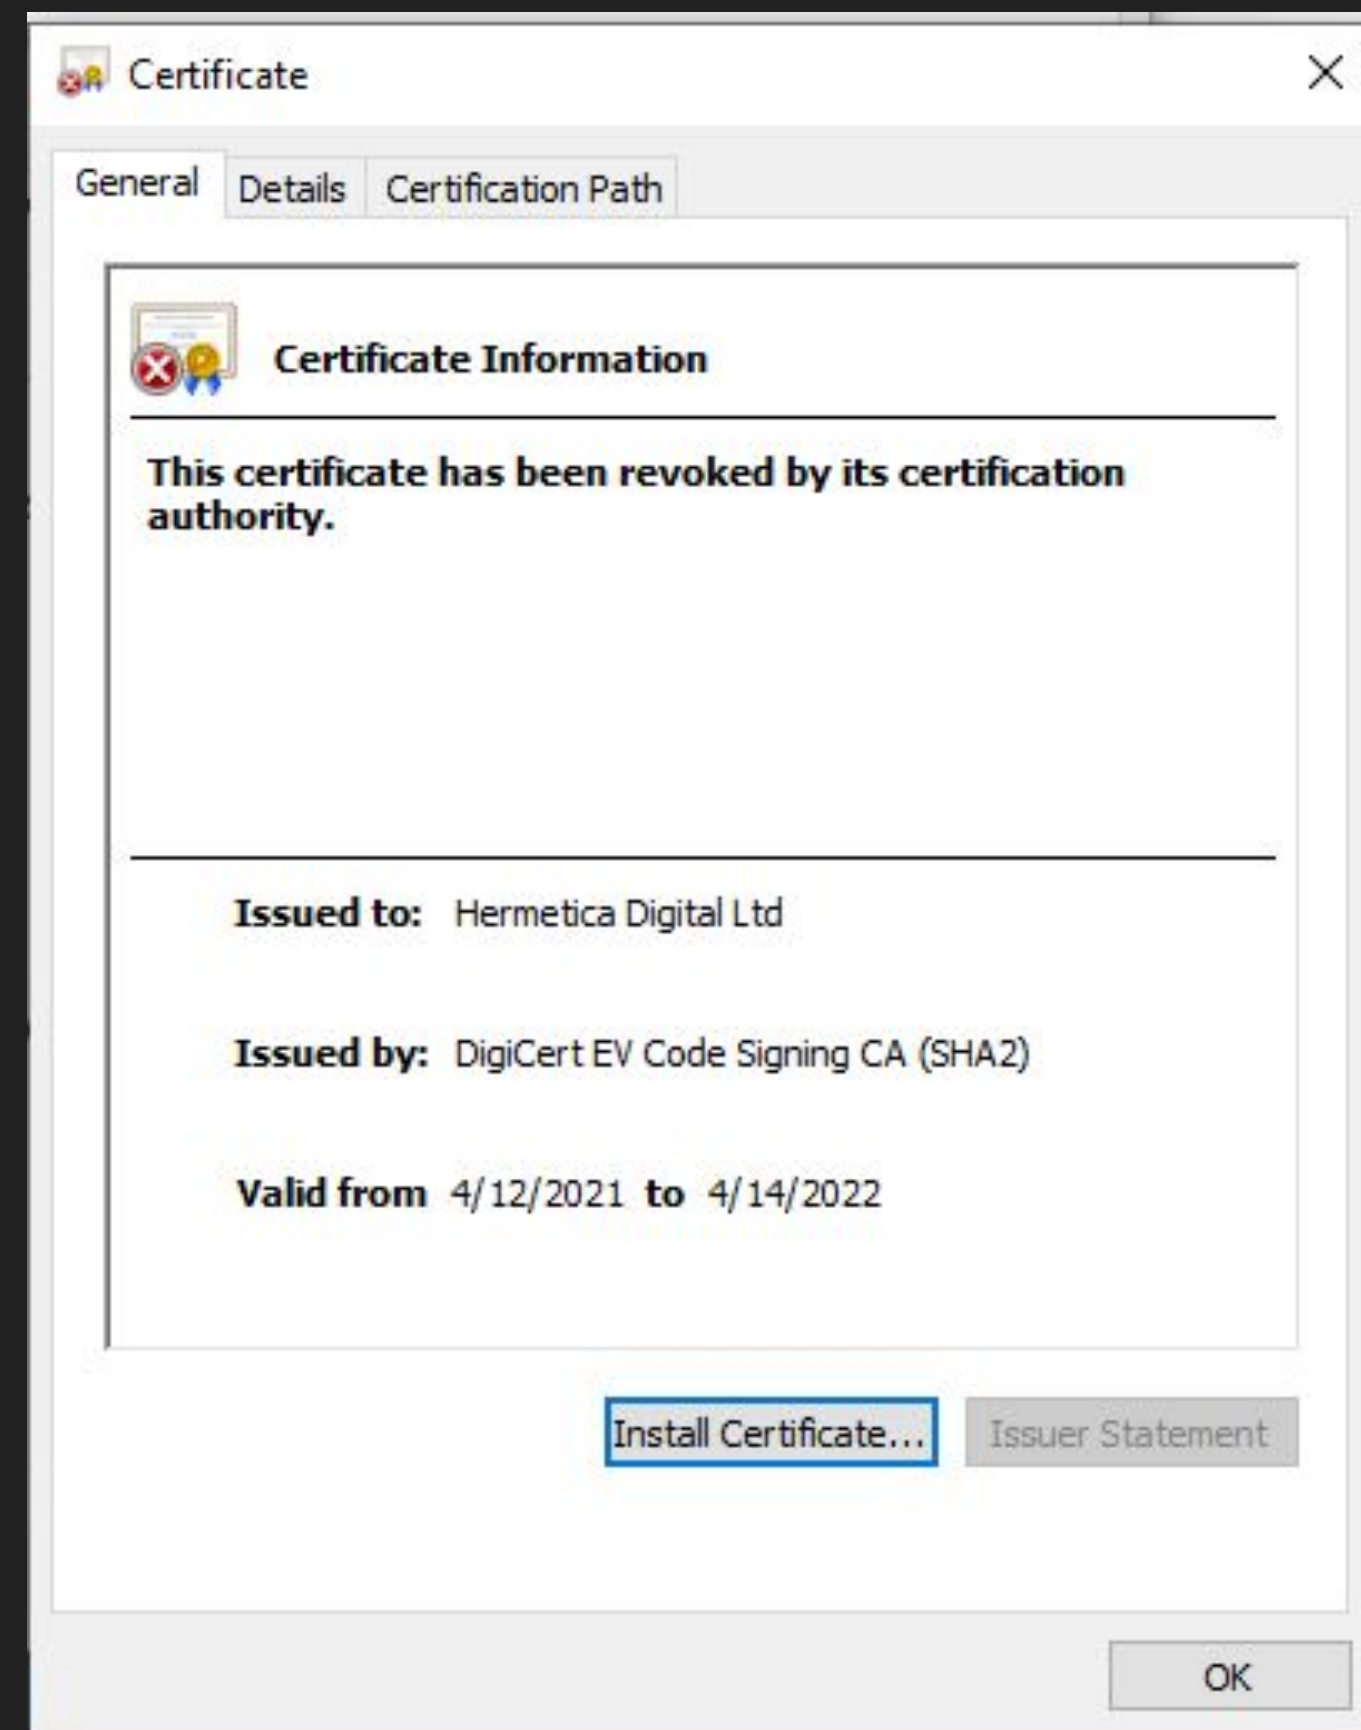 Certificate
General Details Certification Path
Certificate Information
This certificate has been revoked by its certification
authority.
Issued to: Hermetica Digital Ltd
Issued by: DigiCert EV Code Signing CA (SHA2)
Valid from 4/12/2021 to 4/14/2022
Install Certificate... Issuer Statement
OK